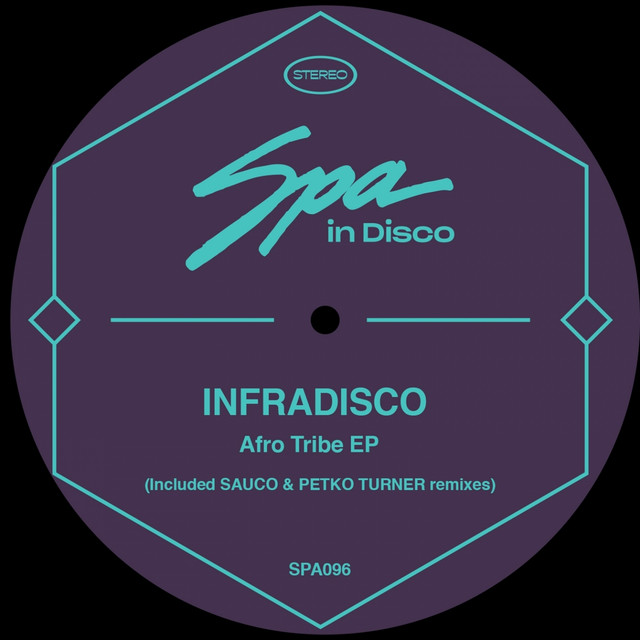 STEREO
Spa
in Disco
INFRADISCO
Afro Tribe EP
(Included SAUCO & PETKO TURNER remixes)
SPA096